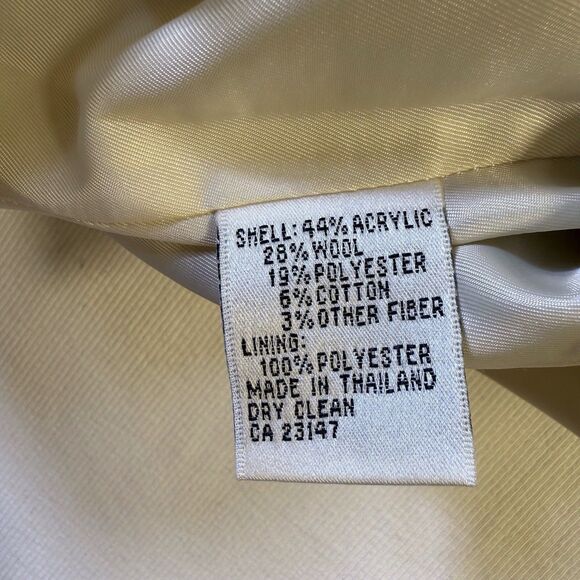 SHELL: 44% ACRYLIC
28% WOOL
19% POLYESTER
6% COTTON
3% OTHER FIBER
LINING:
100% POLYESTER
MADE IN THAILAND
DRY CLEAN
CA 23147